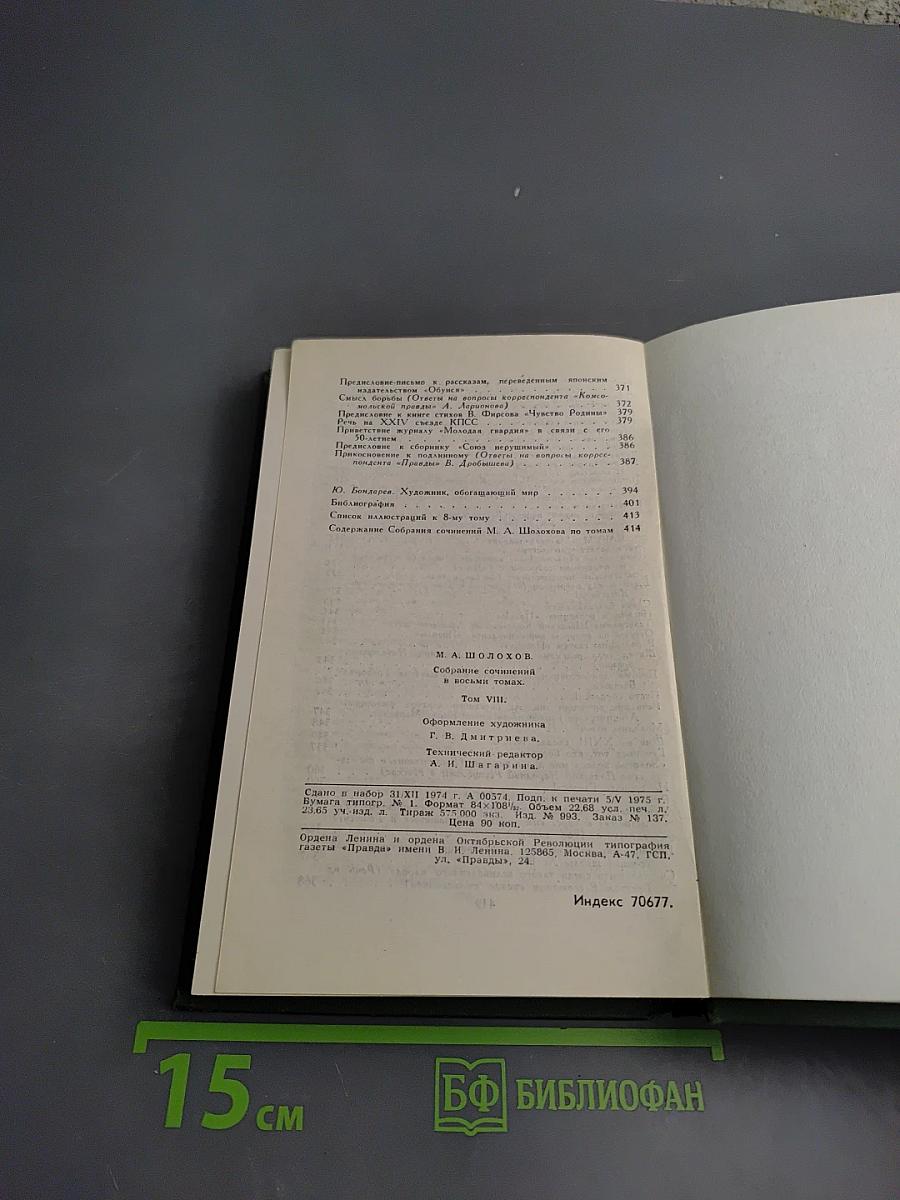 Предисловие-письмо к рассказам, переведенным японским
издательством «Обунся» . . . . . . . . . . . . 371
Смысл борьбы (Ответы на вопросы корреспондента «Комсо-
мольской правды» А. Ларионова) . . . . . . . . 372
Предисловие к книге стихов В. Фирсова «Чувство Родины» 379
Речь на XXIV съезде КПСС . . . . . . . . . . . 379
Приветствие журналу «Молодая гвардия» в связи с его
50-летием . . . . . . . . . . . . . . . . . . 386
Предисловие к сборнику «Союз нерушимый» . . . . 386
Прикосновение к подлинному (Ответы на вопросы корре-
спондента «Правды» В. Дробышева) . . . . . . . 387
Ю. Бондарев. Художник, обогащающий мир . . . . . . 394
Библиография . . . . . . . . . . . . . . . . . 401
Список иллюстраций к 8-му тому . . . . . . . . . 413
Содержание Собрания сочинений М. А. Шолохова по томам 414
М. А. ШОЛОХОВ.
Собрание сочинений
в восьми томах.
Том VIII.
Оформление художника
Г. В. Дмитриева.
Технический редактор
А. И. Шагарина.
Сдано в набор 31/XII 1974 г. А 00574. Подп. к печати 5/V 1975 г.
Бумага типогр. № 1. Формат 84×108¹/₃₂. Объем 22,68 усл. печ. л.
23,65 уч.-изд. л. Тираж 575 000 экз. Изд. № 993. Заказ № 137.
Цена 90 коп.
Ордена Ленина и ордена Октябрьской Революции типография
газеты «Правда» имени В. И. Ленина. 125865, Москва, А-47, ГСП,
ул. «Правды», 24.
Индекс 70677.
15 см
БФ БИБЛИОФАН